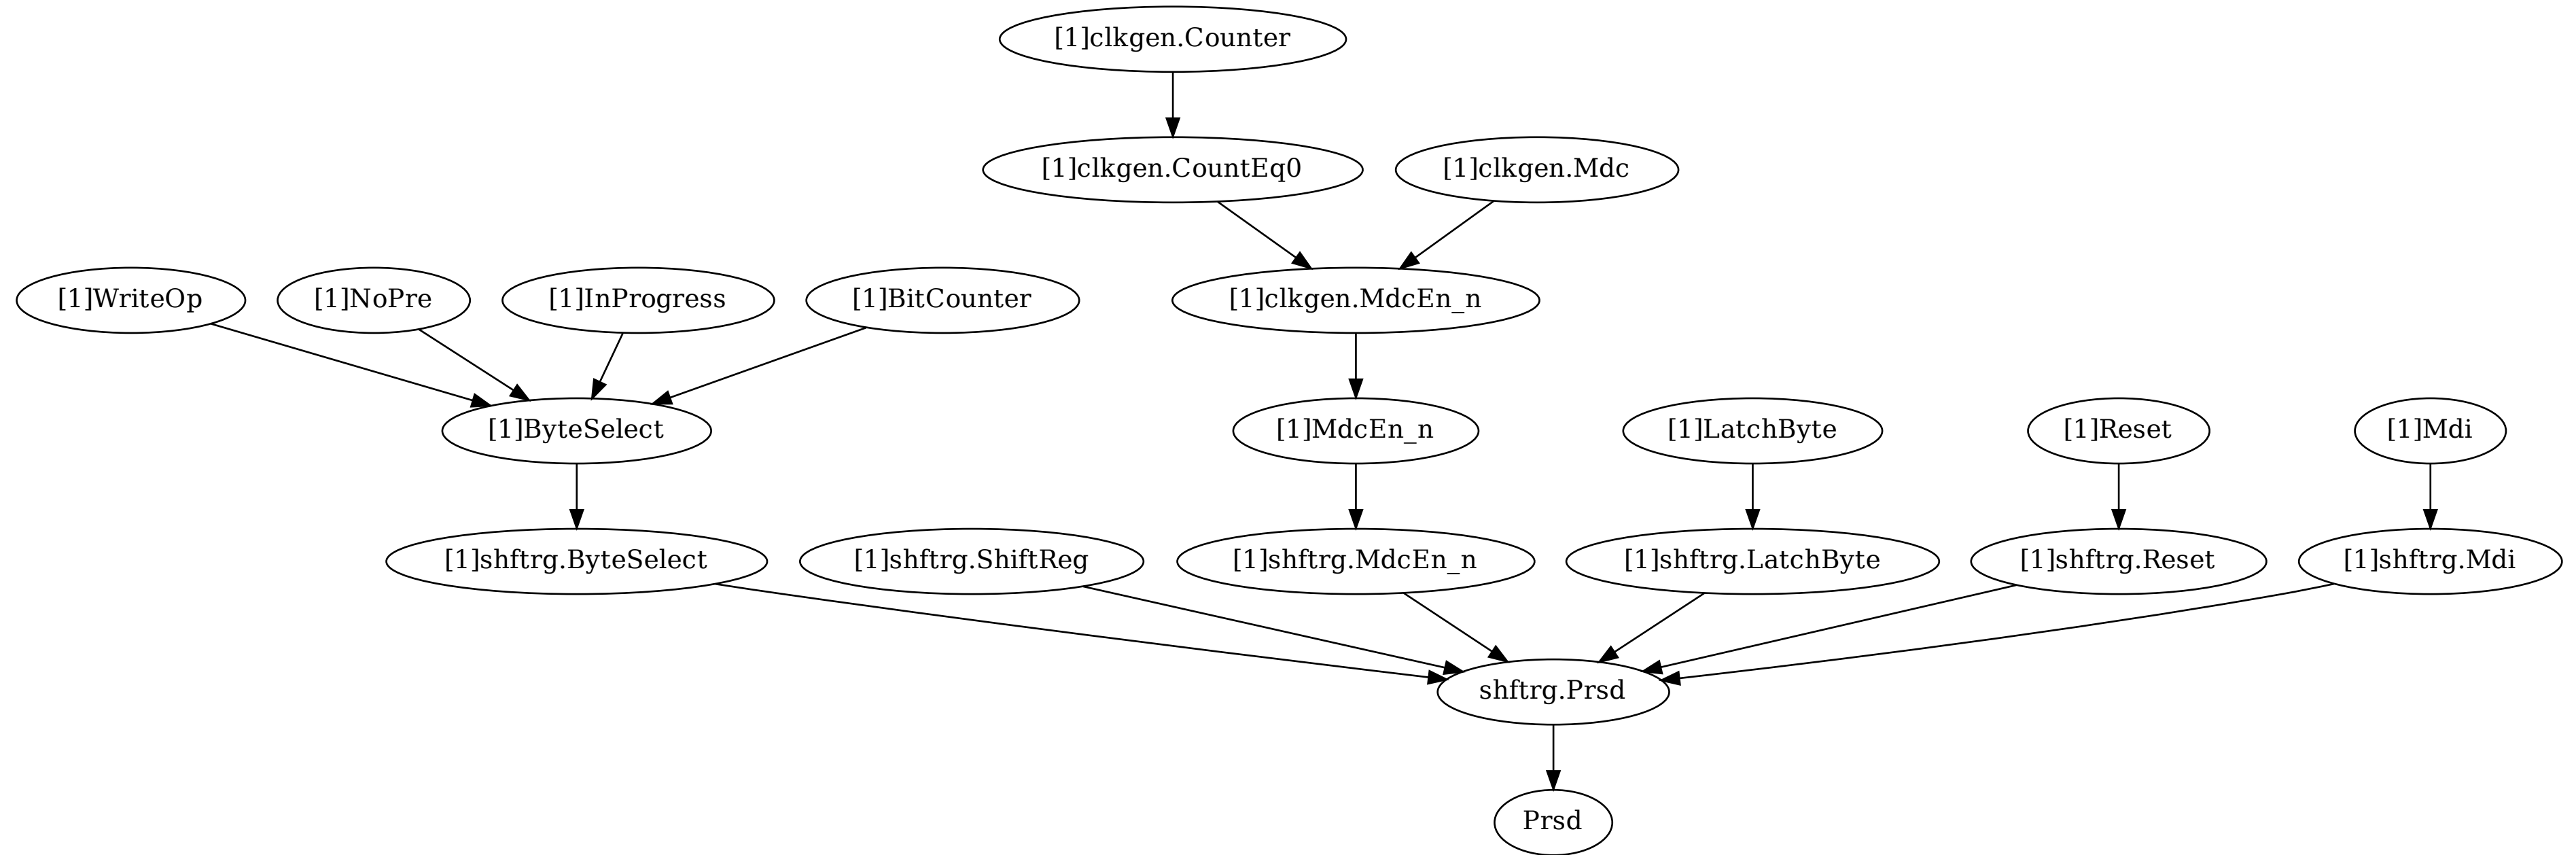 [1]clkgen.Counter
[1]clkgen.CountEq0
[1]clkgen.Mdc
[1]WriteOp
[1]NoPre
[1]InProgress
[1]BitCounter
[1]clkgen.MdcEn_n
[1]ByteSelect
[1]MdcEn_n
[1]LatchByte
[1]Reset
[1]Mdi
[1]shftrg.ByteSelect
[1]shftrg.ShiftReg
[1]shftrg.MdcEn_n
[1]shftrg.LatchByte
[1]shftrg.Reset
[1]shftrg.Mdi
shftrg.Prsd
Prsd